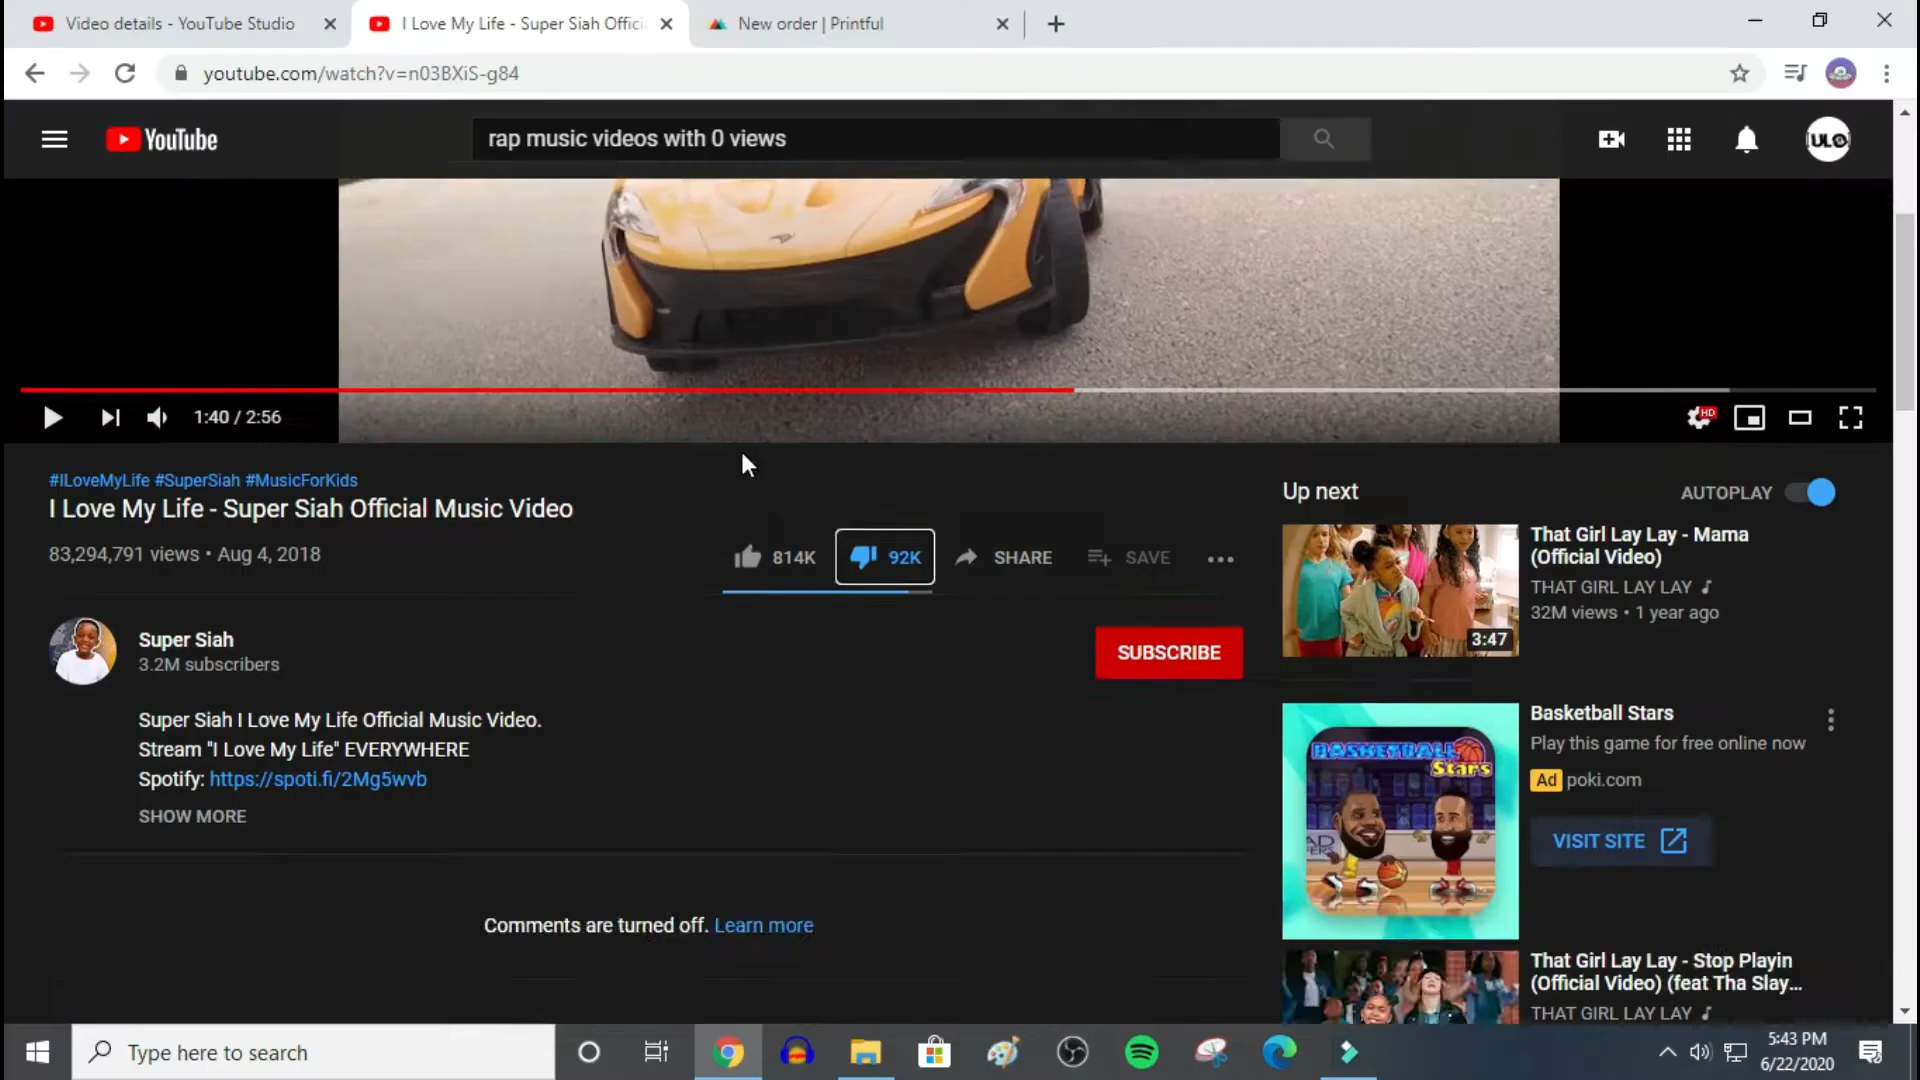 Video details - YouTube Studio
I Love My Life - Super Siah Offici
New order | Printful
youtube.com/watch?v=n03BXiS-g84
YouTube
rap music videos with 0 views
ULO
1:40 / 2:56
HD
#ILoveMyLife #SuperSiah #MusicForKids
I Love My Life - Super Siah Official Music Video
83,294,791 views • Aug 4, 2018
814K
92K
SHARE
SAVE
Super Siah
3.2M subscribers
SUBSCRIBE
Super Siah I Love My Life Official Music Video.
Stream "I Love My Life" EVERYWHERE
Spotify: https://spoti.fi/2Mg5wvb
SHOW MORE
Comments are turned off. Learn more
Up next
AUTOPLAY
3:47
That Girl Lay Lay - Mama
(Official Video)
THAT GIRL LAY LAY
32M views • 1 year ago
BASKETBALL
Stars
Basketball Stars
Play this game for free online now
Ad poki.com
VISIT SITE
That Girl Lay Lay - Stop Playin
(Official Video) (feat Tha Slay...
THAT GIRL LAY LAY
Type here to search
5:43 PM
6/22/2020